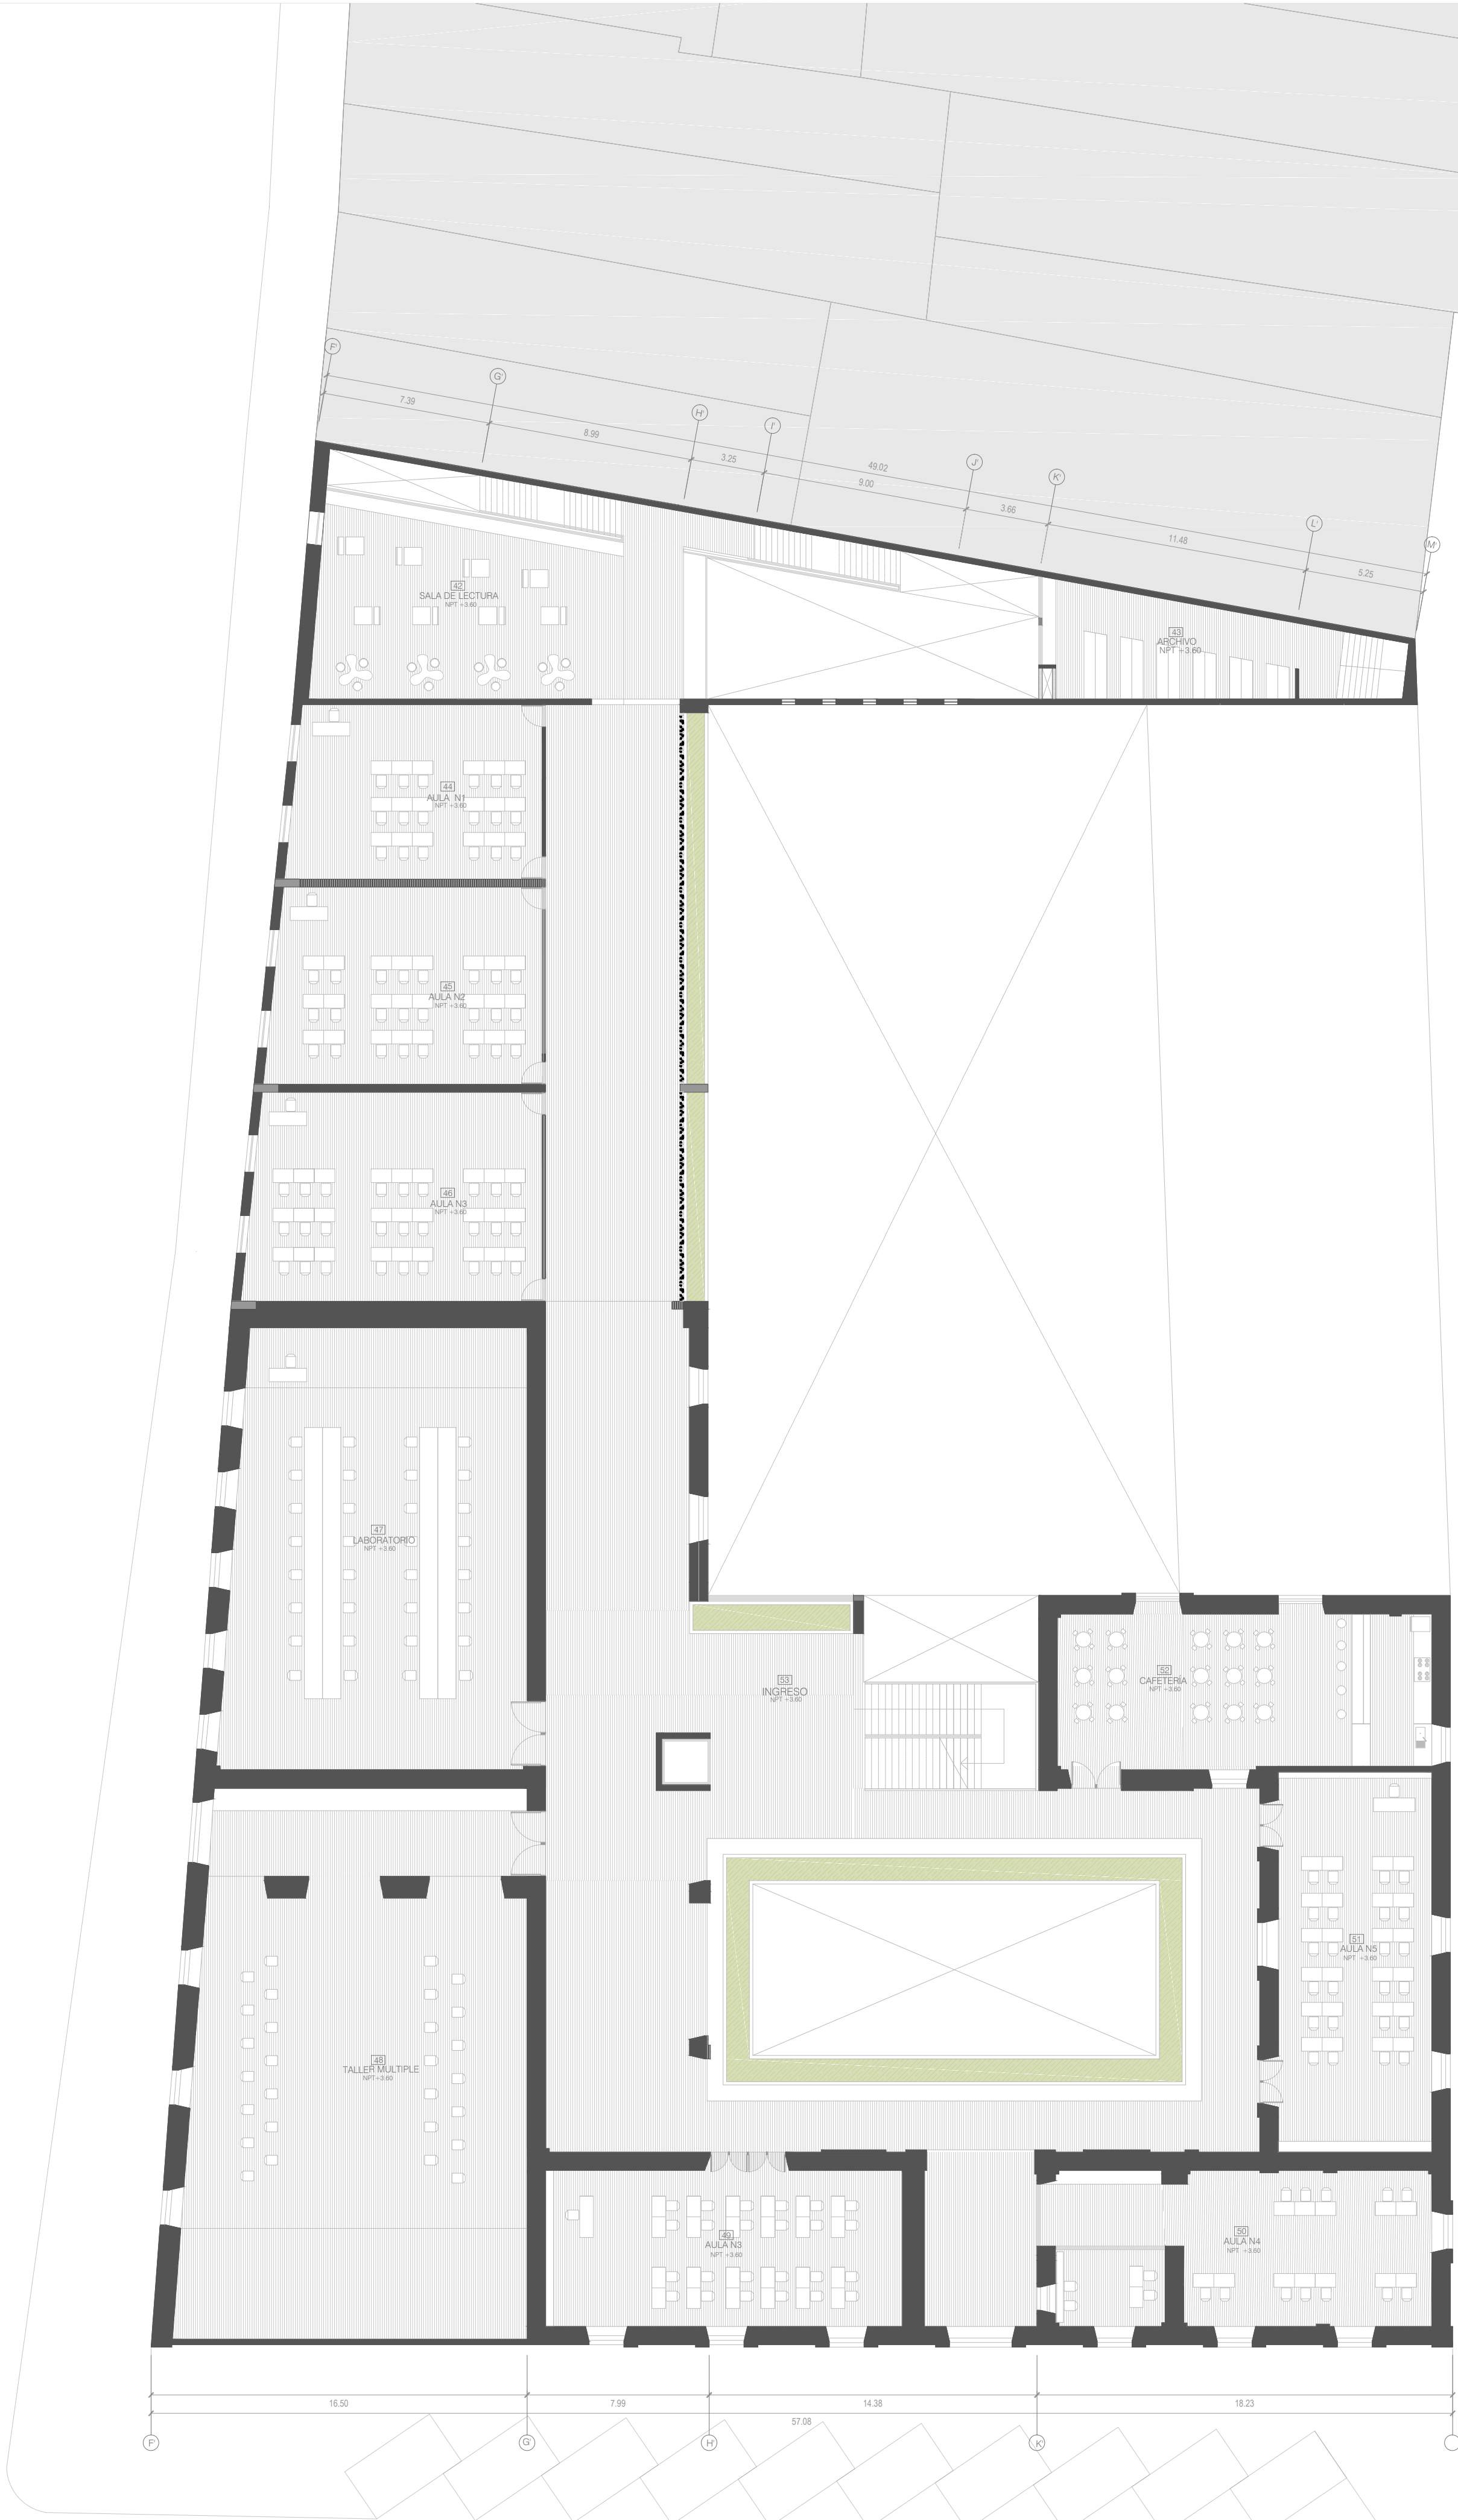 F'
G'
7.39
H'
8.99
I'
3.25
49.02
J'
9.00
K'
3.66
L'
11.48
M'
5.25
42
SALA DE LECTURA
NPT +3.60
43
ARCHIVO
NPT +3.60
44
AULA N1
NPT +3.60
45
AULA N2
NPT +3.60
46
AULA N3
NPT +3.60
47
LABORATORIO
NPT +3.60
53
INGRESO
NPT +3.60
52
CAFETERÍA
NPT +3.60
51
AULA N5
NPT +3.60
48
TALLER MULTIPLE
NPT +3.60
49
AULA N3
NPT +3.60
50
AULA N4
NPT +3.60
16.50
7.99
14.38
18.23
57.08
F'
G'
H'
K'